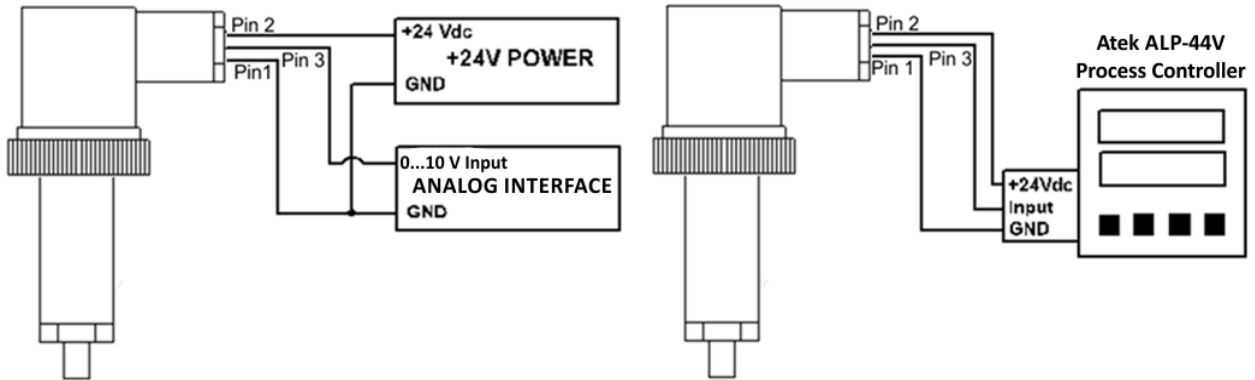 Pin 2
Pin 3
Pin1
+24 Vdc
+24V POWER
GND
0...10 V Input
ANALOG INTERFACE
GND
Pin 2
Pin 3
Pin 1
Atek ALP-44V
Process Controller
+24Vdc
Input
GND